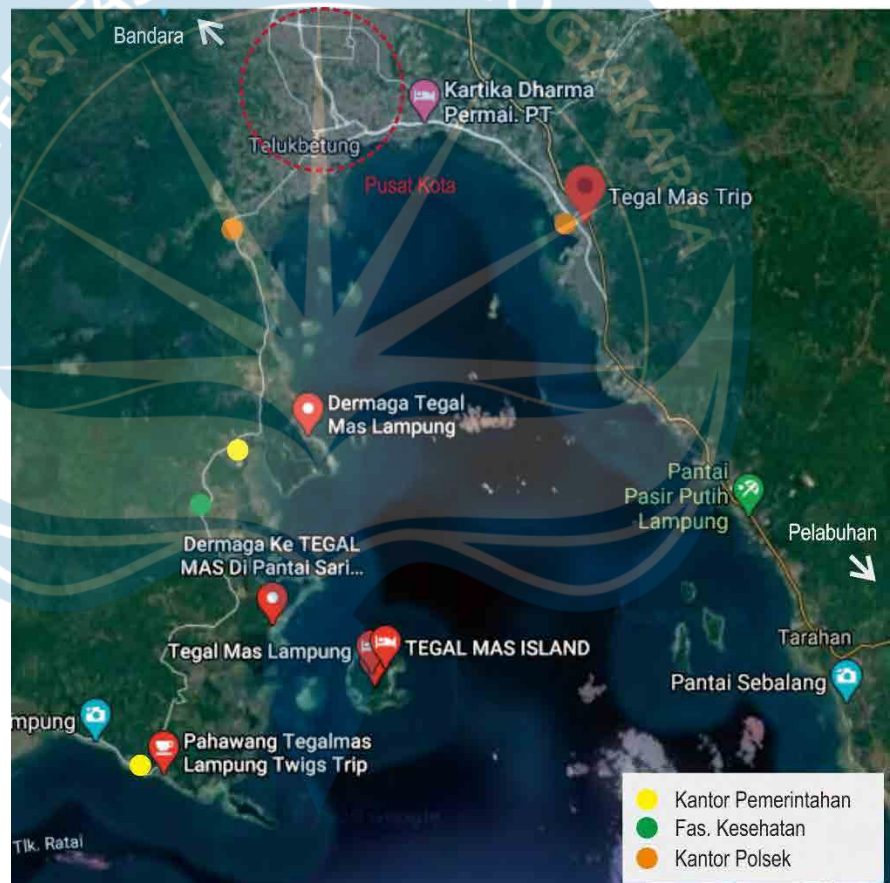 Bandara
Kartika Dharma
Permai. PT
Telukbetung
Pusat Kota
Tegal Mas Trip
Dermaga Tegal
Mas Lampung
Pantai
Pasir Putih
Lampung
Pelabuhan
Dermaga Ke TEGAL
MAS Di Pantai Sari...
Tegal Mas Lampung
TEGAL MAS ISLAND
Tarahan
Pantai Sebalang
mpung
Pahawang Tegalmas
Lampung Twigs Trip
Kantor Pemerintahan
Fas. Kesehatan
Kantor Polsek
Tlk. Ratai
Google